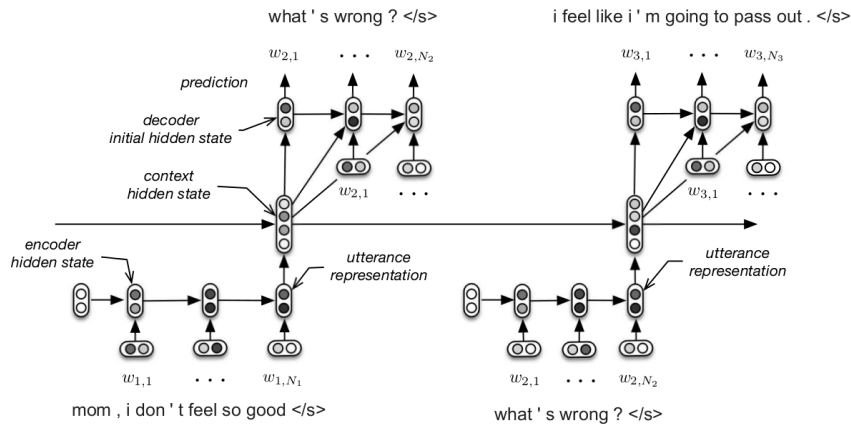 what ' s wrong ? </s>
i feel like i ' m going to pass out . </s>
w2,1 · · · w2,N2
w3,1 · · · w3,N3
prediction
decoder
initial hidden state
context
hidden state
w2,1 · · ·
w3,1 · · ·
encoder
hidden state
utterance
representation
utterance
representation
w1,1 · · · w1,N1
w2,1 · · · w2,N2
mom , i don ' t feel so good </s>
what ' s wrong ? </s>